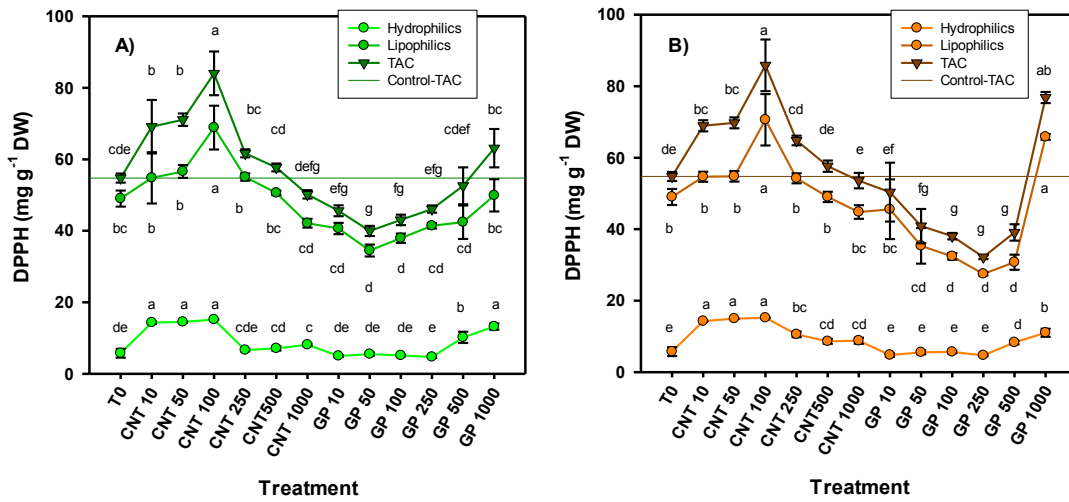 A)
Hydrophilics
Lipophilics
TAC
Control-TAC
DPPH (mg g-1 DW)
100
80
60
40
20
0
cde b b a bc cd defg efg g fg efg cdef bc
bc b b a b bc cd cd d d cd cd bc
de a a a cde cd c de de de e b a
T0
CNT 10
CNT 50
CNT 100
CNT 250
CNT500
CNT 1000
GP 10
GP 50
GP 100
GP 250
GP 500
GP 1000
Treatment
B)
Hydrophilics
Lipophilics
TAC
Control-TAC
DPPH (mg g-1 DW)
100
80
60
40
20
0
de bc bc a cd de e ef fg g g g ab
b b b a b bc bc bc cd d d d a
e a a a bc cd cd e e e e d b
T0
CNT 10
CNT 50
CNT 100
CNT 250
CNT500
CNT 1000
GP 10
GP 50
GP 100
GP 250
GP 500
GP 1000
Treatment